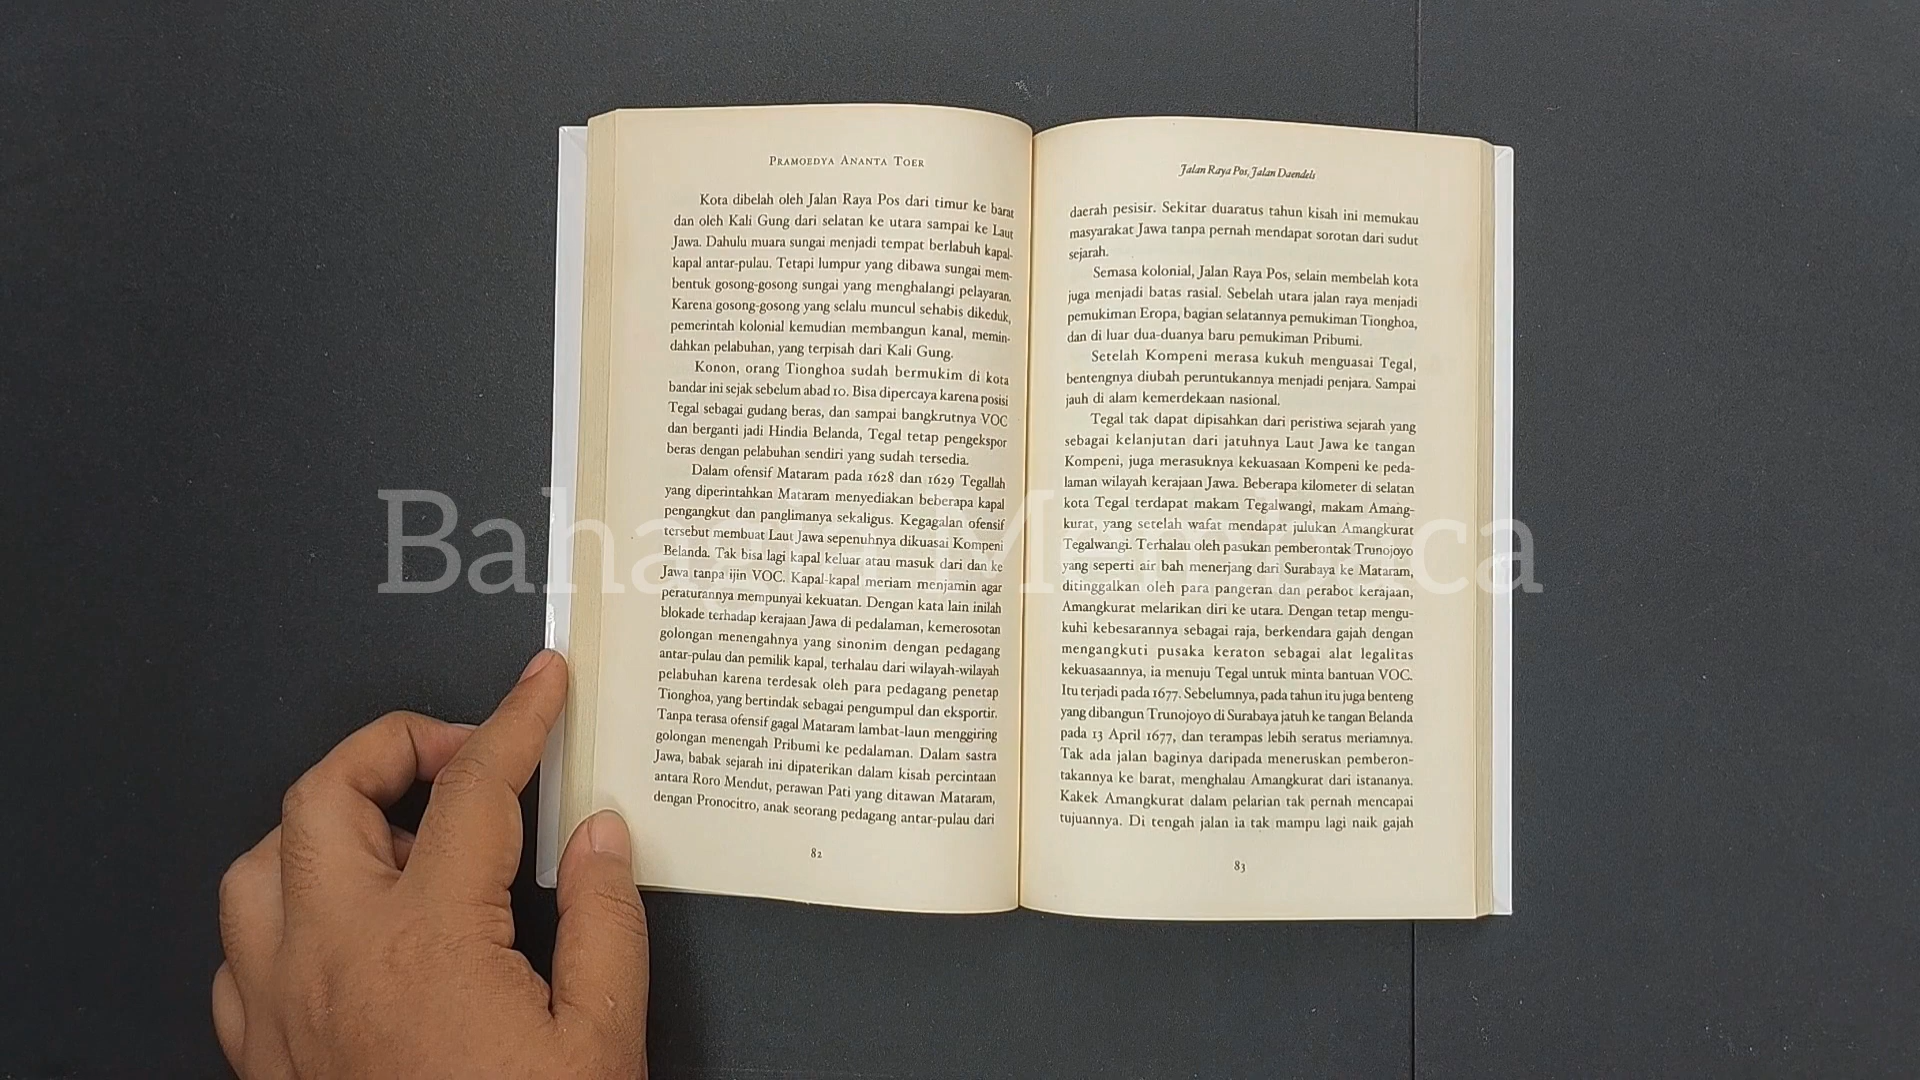 PRAMOEDYA ANANTA TOER
Kota dibelah oleh Jalan Raya Pos dari timur ke barat
dan oleh Kali Gung dari selatan ke utara sampai ke Laut
Jawa. Dahulu muara sungai menjadi tempat berlabuh kapal-
kapal antar-pulau. Tetapi lumpur yang dibawa sungai mem-
bentuk gosong-gosong sungai yang menghalangi pelayaran.
Karena gosong-gosong yang selalu muncul sehabis dikeduk,
pemerintah kolonial kemudian membangun kanal, memin-
dahkan pelabuhan, yang terpisah dari Kali Gung.
Konon, orang Tionghoa sudah bermukim di kota
bandar ini sejak sebelum abad 10. Bisa dipercaya karena posisi
Tegal sebagai gudang beras, dan sampai bangkrutnya VOC
dan berganti jadi Hindia Belanda, Tegal tetap pengekspor
beras dengan pelabuhan sendiri yang sudah tersedia.
Dalam ofensif Mataram pada 1628 dan 1629 Tegallah
yang diperintahkan Mataram menyediakan beberapa kapal
pengangkut dan panglimanya sekaligus. Kegagalan ofensif
tersebut membuat Laut Jawa sepenuhnya dikuasai Kompeni
Belanda. Tak bisa lagi kapal keluar atau masuk dari dan ke
Jawa tanpa ijin VOC. Kapal-kapal meriam menjamin agar
peraturannya mempunyai kekuatan. Dengan kata lain inilah
blokade terhadap kerajaan Jawa di pedalaman, kemerosotan
golongan menengahnya yang sinonim dengan pedagang
antar-pulau dan pemilik kapal, terhalau dari wilayah-wilayah
pelabuhan karena terdesak oleh para pedagang penetap
Tionghoa, yang bertindak sebagai pengumpul dan eksportir.
Tanpa terasa ofensif gagal Mataram lambat-laun menggiring
golongan menengah Pribumi ke pedalaman. Dalam sastra
Jawa, babak sejarah ini dipaterikan dalam kisah percintaan
antara Roro Mendut, perawan Pati yang ditawan Mataram,
dengan Pronocitro, anak seorang pedagang antar-pulau dari
82
Jalan Raya Pos, Jalan Daendels
daerah pesisir. Sekitar duaratus tahun kisah ini memukau
masyarakat Jawa tanpa pernah mendapat sorotan dari sudut
sejarah.
Semasa kolonial, Jalan Raya Pos, selain membelah kota
juga menjadi batas rasial. Sebelah utara jalan raya menjadi
pemukiman Eropa, bagian selatannya pemukiman Tionghoa,
dan di luar dua-duanya baru pemukiman Pribumi.
Setelah Kompeni merasa kukuh menguasai Tegal,
bentengnya diubah peruntukannya menjadi penjara. Sampai
jauh di alam kemerdekaan nasional.
Tegal tak dapat dipisahkan dari peristiwa sejarah yang
sebagai kelanjutan dari jatuhnya Laut Jawa ke tangan
Kompeni, juga merasuknya kekuasaan Kompeni ke peda-
laman wilayah kerajaan Jawa. Beberapa kilometer di selatan
kota Tegal terdapat makam Tegalwangi, makam Amang-
kurat, yang setelah wafat mendapat julukan Amangkurat
Tegalwangi. Terhalau oleh pasukan pemberontak Trunojoyo
yang seperti air bah menerjang dari Surabaya ke Mataram,
ditinggalkan oleh para pangeran dan perabot kerajaan,
Amangkurat melarikan diri ke utara. Dengan tetap mengu-
kuhi kebesarannya sebagai raja, berkendara gajah dengan
mengangkuti pusaka keraton sebagai alat legalitas
kekuasaannya, ia menuju Tegal untuk minta bantuan VOC.
Itu terjadi pada 1677. Sebelumnya, pada tahun itu juga benteng
yang dibangun Trunojoyo di Surabaya jatuh ke tangan Belanda
pada 13 April 1677, dan terampas lebih seratus meriamnya.
Tak ada jalan baginya daripada meneruskan pemberon-
takannya ke barat, menghalau Amangkurat dari istananya.
Kakek Amangkurat dalam pelarian tak pernah mencapai
tujuannya. Di tengah jalan ia tak mampu lagi naik gajah
83
Bahagia Membaca